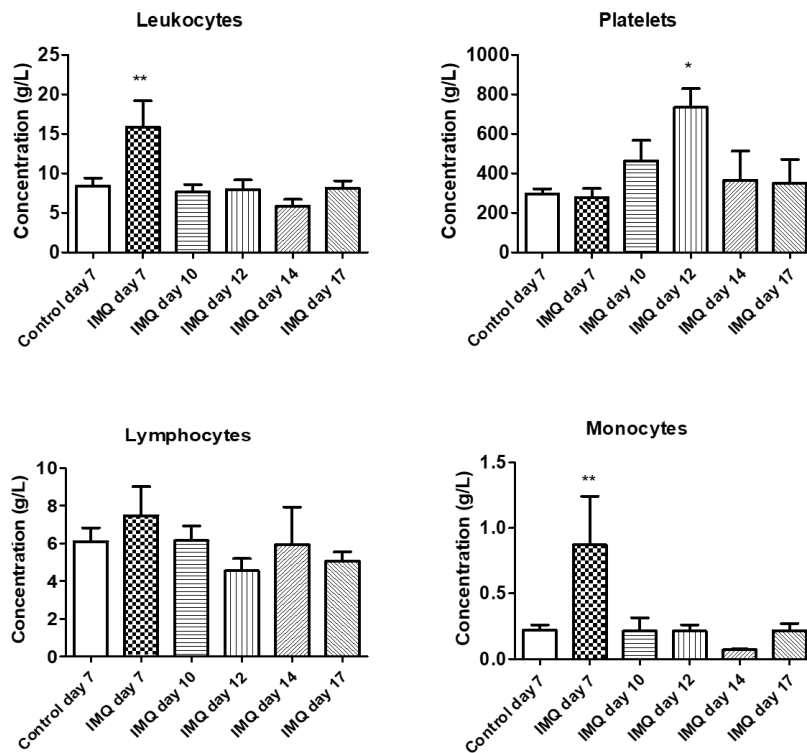 Leukocytes
Concentration (g/L)
25
20
15
10
5
0
**
Control day 7
IMQ day 7
IMQ day 10
IMQ day 12
IMQ day 14
IMQ day 17
Platelets
Concentration (g/L)
1000
800
600
400
200
0
*
Control day 7
IMQ day 7
IMQ day 10
IMQ day 12
IMQ day 14
IMQ day 17
Lymphocytes
Concentration (g/L)
10
8
6
4
2
0
Control day 7
IMQ day 7
IMQ day 10
IMQ day 12
IMQ day 14
IMQ day 17
Monocytes
Concentration (g/L)
1.5
1.0
0.5
0.0
**
Control day 7
IMQ day 7
IMQ day 10
IMQ day 12
IMQ day 14
IMQ day 17